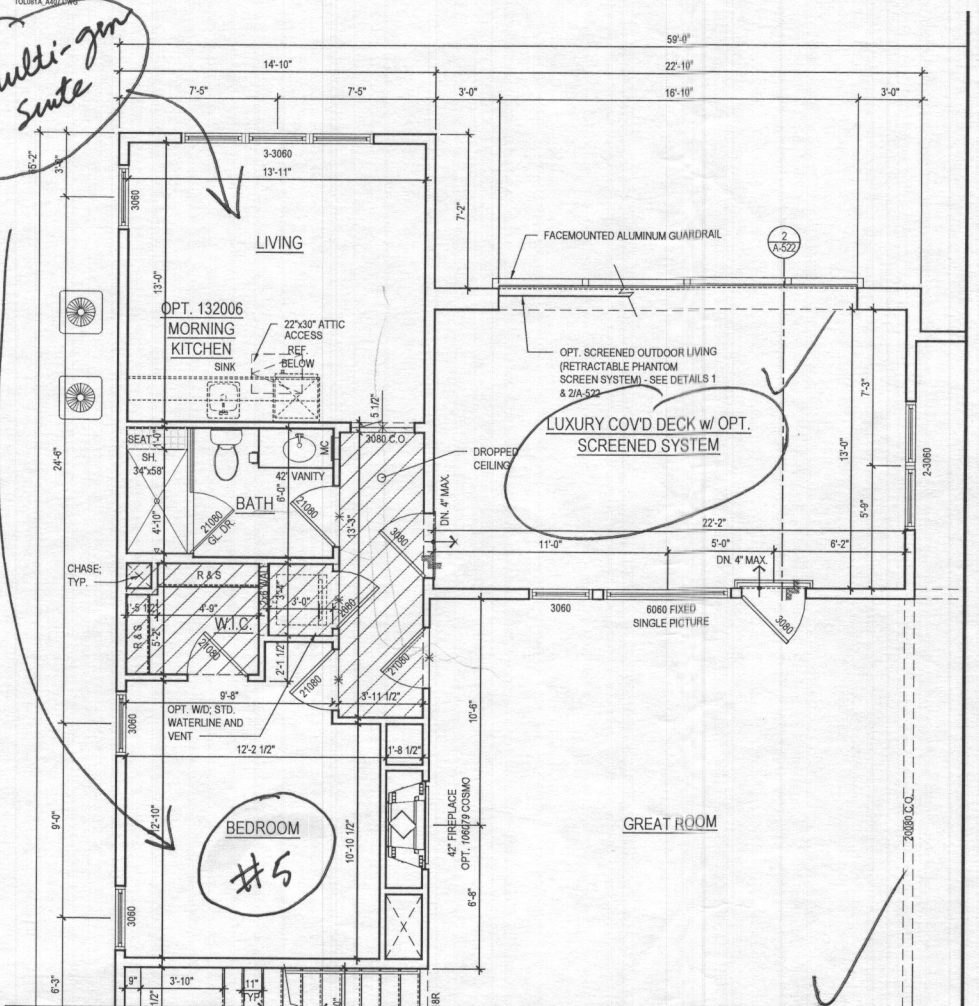 TOL081A_A407.DWG
multi-gen
suite
59'-0"
14'-10"
22'-10"
7'-5"
7'-5"
3'-0"
16'-10"
3'-0"
3-3060
13'-11"
3060
7'-2"
LIVING
FACEMOUNTED ALUMINUM GUARDRAIL
2
A-522
13'-0"
OPT. 132006
MORNING
KITCHEN
SINK
22"x30" ATTIC
ACCESS
REF.
BELOW
OPT. SCREENED OUTDOOR LIVING
(RETRACTABLE PHANTOM
SCREEN SYSTEM) - SEE DETAILS 1
& 2/A-522
7'-3"
5 1/2"
LUXURY COV'D DECK w/ OPT.
SCREENED SYSTEM
3080 C.O.
SEAT
1'-0"
SH.
34"x58"
MC
42" VANITY
6'-0"
BATH
DROPPED
CEILING
24'-6"
4'-10"
21080
GL. DR.
21080
13'-3"
3080
DN. 4" MAX.
13'-0"
2-3060
5'-9"
22'-2"
11'-0"
5'-0"
6'-2"
DN. 4" MAX.
CHASE;
TYP.
R & S
3'-4"
3'-0"
2080
4'-9"
W.I.C.
R & S
5'-2"
21080
2'-1 1/2"
21080
21080
3060
6060 FIXED
SINGLE PICTURE
3080
9'-8"
3'-11 1/2"
OPT. W/D; STD.
WATERLINE AND
VENT
3060
12'-2 1/2"
1'-8 1/2"
10'-6"
9'-0"
12'-10"
BEDROOM
#5
10'-10 1/2"
42" FIREPLACE
OPT. 106079 COSMO
GREAT ROOM
20080 C.O.
6'-8"
3060
6'-3"
9"
3'-10"
11"
TYP.